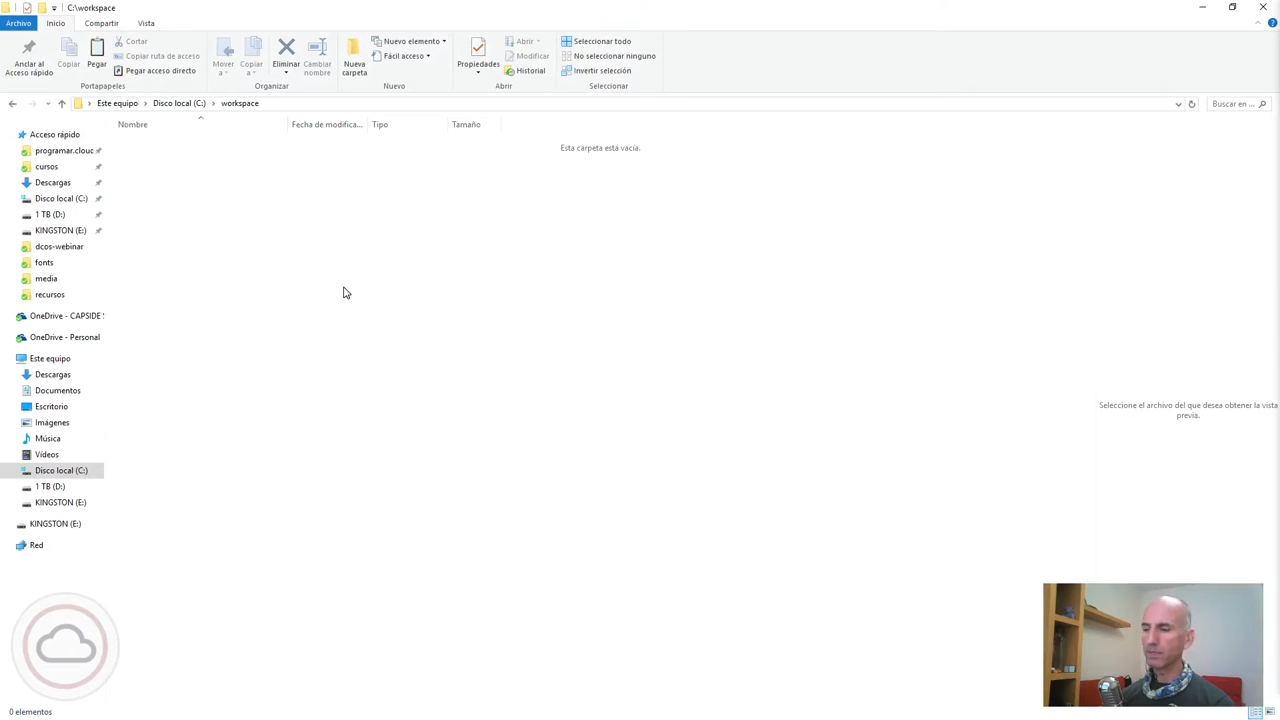 C:\workspace
Archivo Inicio Compartir Vista
Anclar al Acceso rápido
Copiar
Pegar
Cortar
Copiar ruta de acceso
Pegar acceso directo
Portapapeles
Mover a
Copiar a
Eliminar
Cambiar nombre
Organizar
Nueva carpeta
Nuevo elemento
Fácil acceso
Nuevo
Propiedades
Abrir
Modificar
Historial
Abrir
Seleccionar todo
No seleccionar ninguno
Invertir selección
Seleccionar
Este equipo > Disco local (C:) > workspace
Buscar en ...
Nombre Fecha de modifica... Tipo Tamaño
Esta carpeta está vacía.
Acceso rápido
programar.clouc
cursos
Descargas
Disco local (C:)
1 TB (D:)
KINGSTON (E:)
dcos-webinar
fonts
media
recursos
OneDrive - CAPSIDE
OneDrive - Personal
Este equipo
Descargas
Documentos
Escritorio
Imágenes
Música
Vídeos
Disco local (C:)
1 TB (D:)
KINGSTON (E:)
KINGSTON (E:)
Red
Seleccione el archivo del que desea obtener la vista
previa.
0 elementos